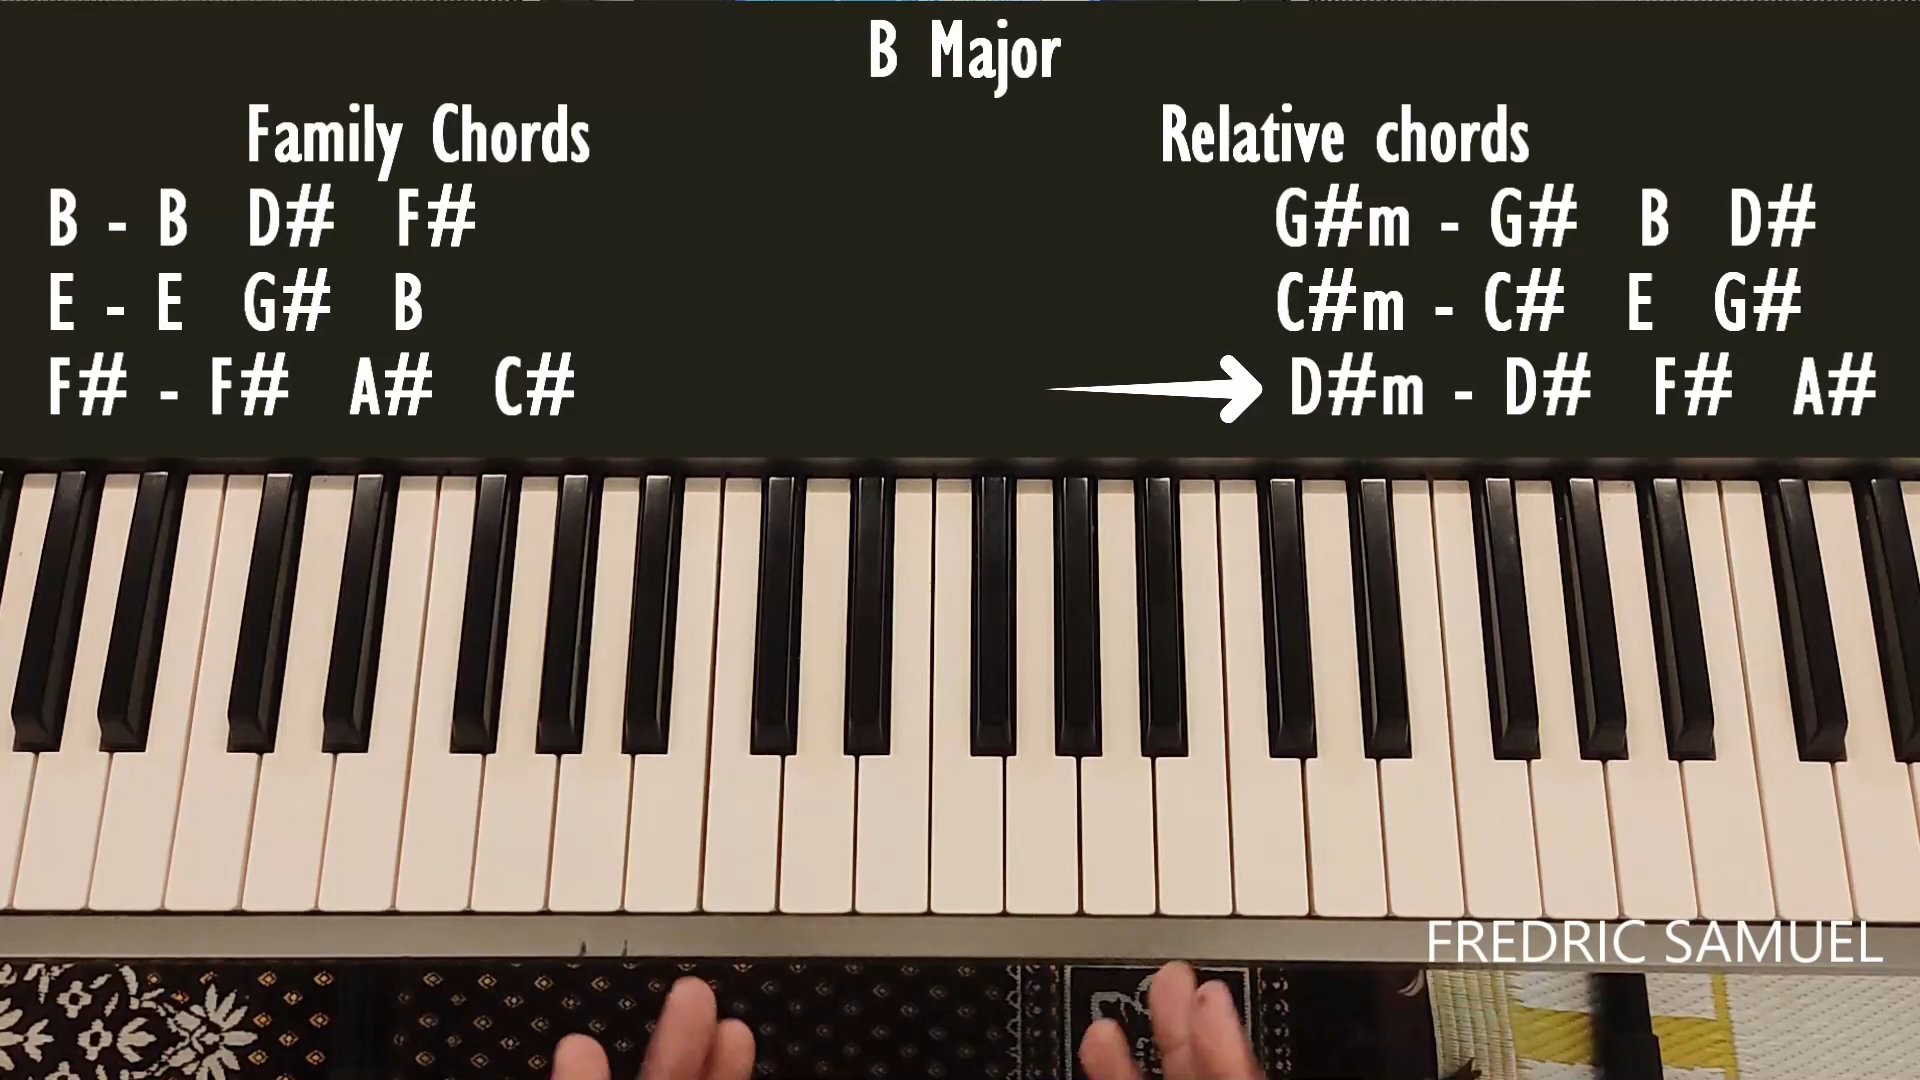 B Major
Family Chords
B - B D# F#
E - E G# B
F# - F# A# C#
Relative chords
G#m - G# B D#
C#m - C# E G#
D#m - D# F# A#
FREDRIC SAMUEL